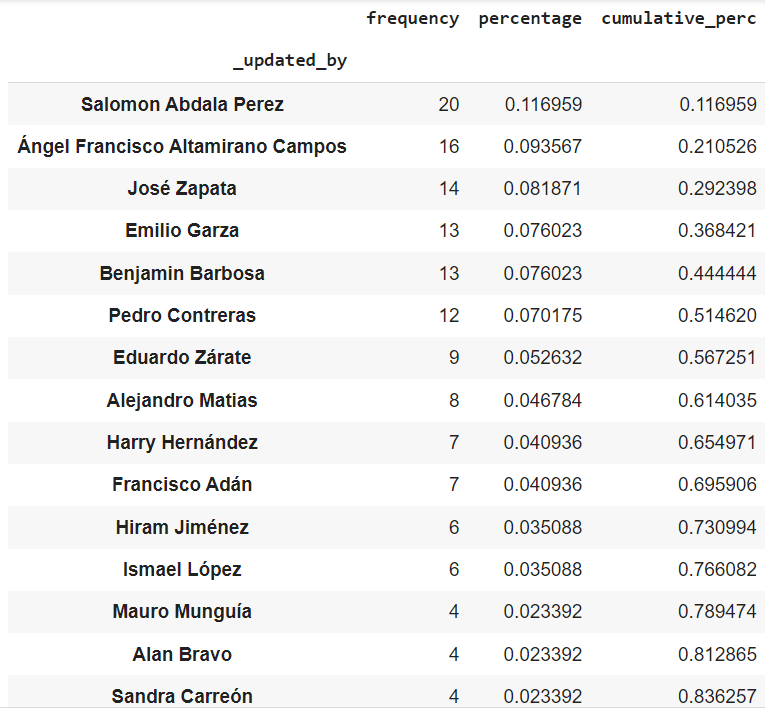 frequency percentage cumulative_perc
_updated_by
Salomon Abdala Perez 20 0.116959 0.116959
Ángel Francisco Altamirano Campos 16 0.093567 0.210526
José Zapata 14 0.081871 0.292398
Emilio Garza 13 0.076023 0.368421
Benjamin Barbosa 13 0.076023 0.444444
Pedro Contreras 12 0.070175 0.514620
Eduardo Zárate 9 0.052632 0.567251
Alejandro Matias 8 0.046784 0.614035
Harry Hernández 7 0.040936 0.654971
Francisco Adán 7 0.040936 0.695906
Hiram Jiménez 6 0.035088 0.730994
Ismael López 6 0.035088 0.766082
Mauro Munguía 4 0.023392 0.789474
Alan Bravo 4 0.023392 0.812865
Sandra Carreón 4 0.023392 0.836257